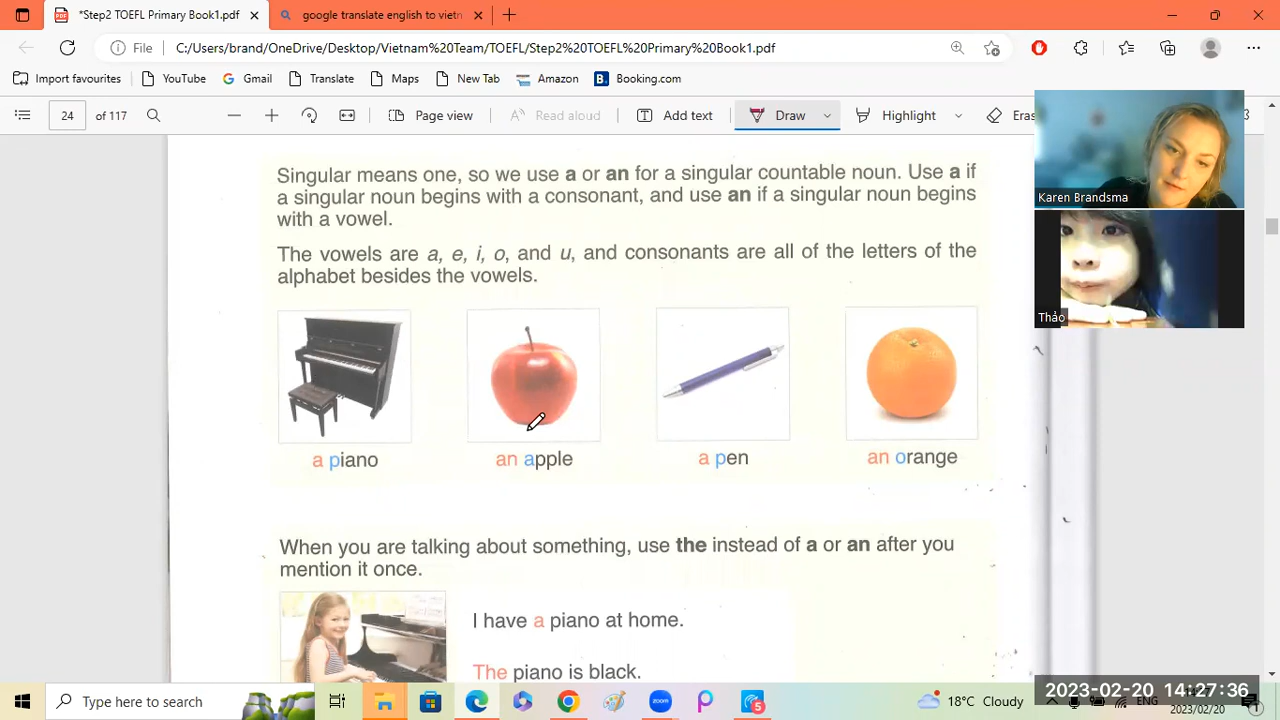 *Step2 TOEFL Primary Book1.pdf
google translate english to vietn
File
C:/Users/brand/OneDrive/Desktop/Vietnam%20Team/TOEFL/Step2%20TOEFL%20Primary%20Book1.pdf
Import favourites
YouTube
Gmail
Translate
Maps
New Tab
Amazon
B.
Booking.com
24 of 117
Page view
Read aloud
Add text
Draw
Highlight
Singular means one, so we use a or an for a singular countable noun. Use a if
a singular noun begins with a consonant, and use an if a singular noun begins
with a vowel.
The vowels are a, e, i, o, and u, and consonants are all of the letters of the
alphabet besides the vowels.
a piano
an apple
a pen
an orange
When you are talking about something, use the instead of a or an after you
mention it once.
I have a piano at home.
The piano is black.
Karen Brandsma
Thảo
Type here to search
zoom
5
18°C Cloudy
ENG
2023-02-20 14:27:36
2023/02/20